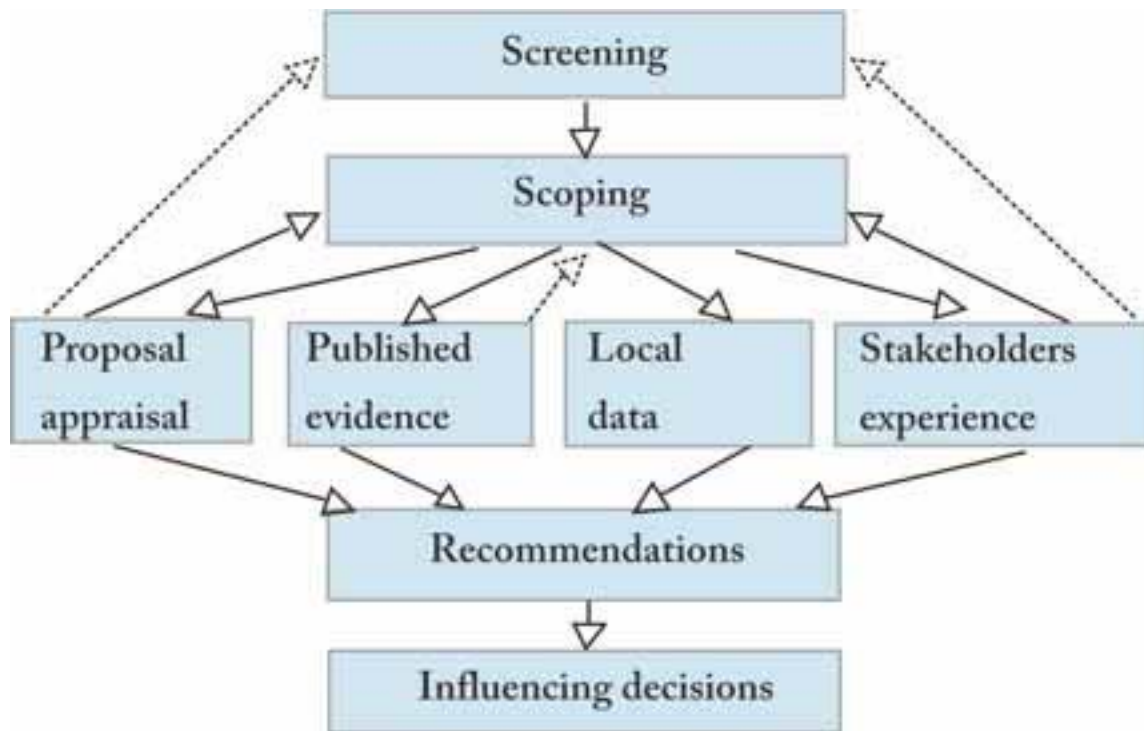 Screening
Scoping
Proposal
appraisal
Published
evidence
Local
data
Stakeholders
experience
Recommendations
Influencing decisions